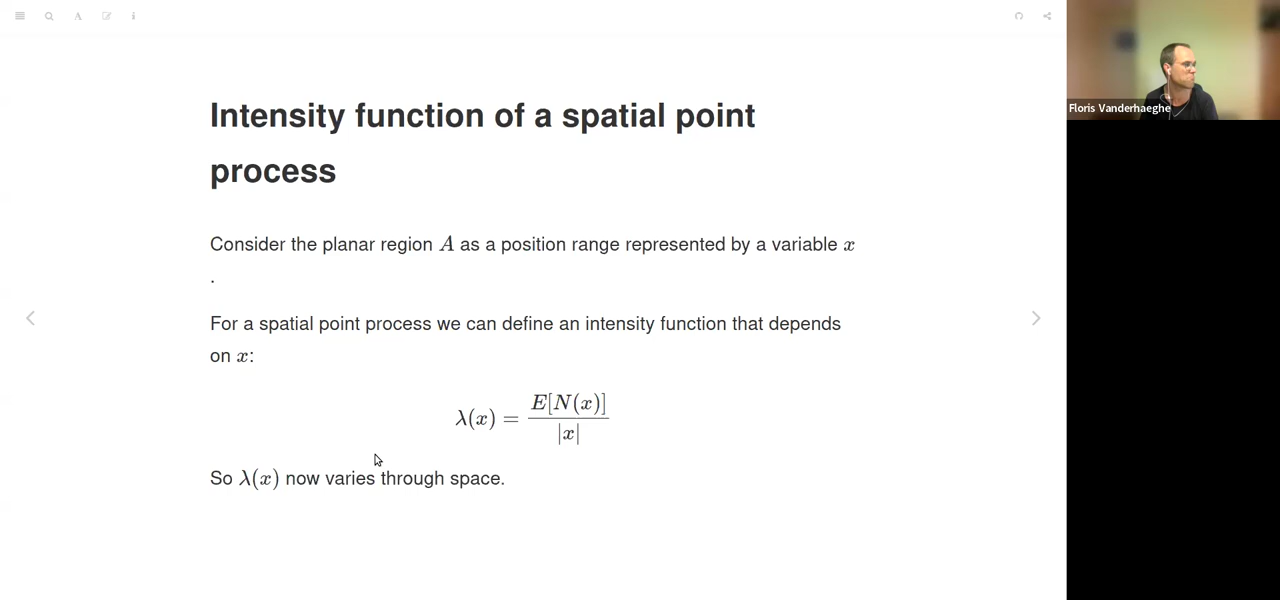 Intensity function of a spatial point
process
Consider the planar region A as a position range represented by a variable x
.
For a spatial point process we can define an intensity function that depends
on x:
λ(x) = E[N(x)] / |x|
So λ(x) now varies through space.
Floris Vanderhaeghe